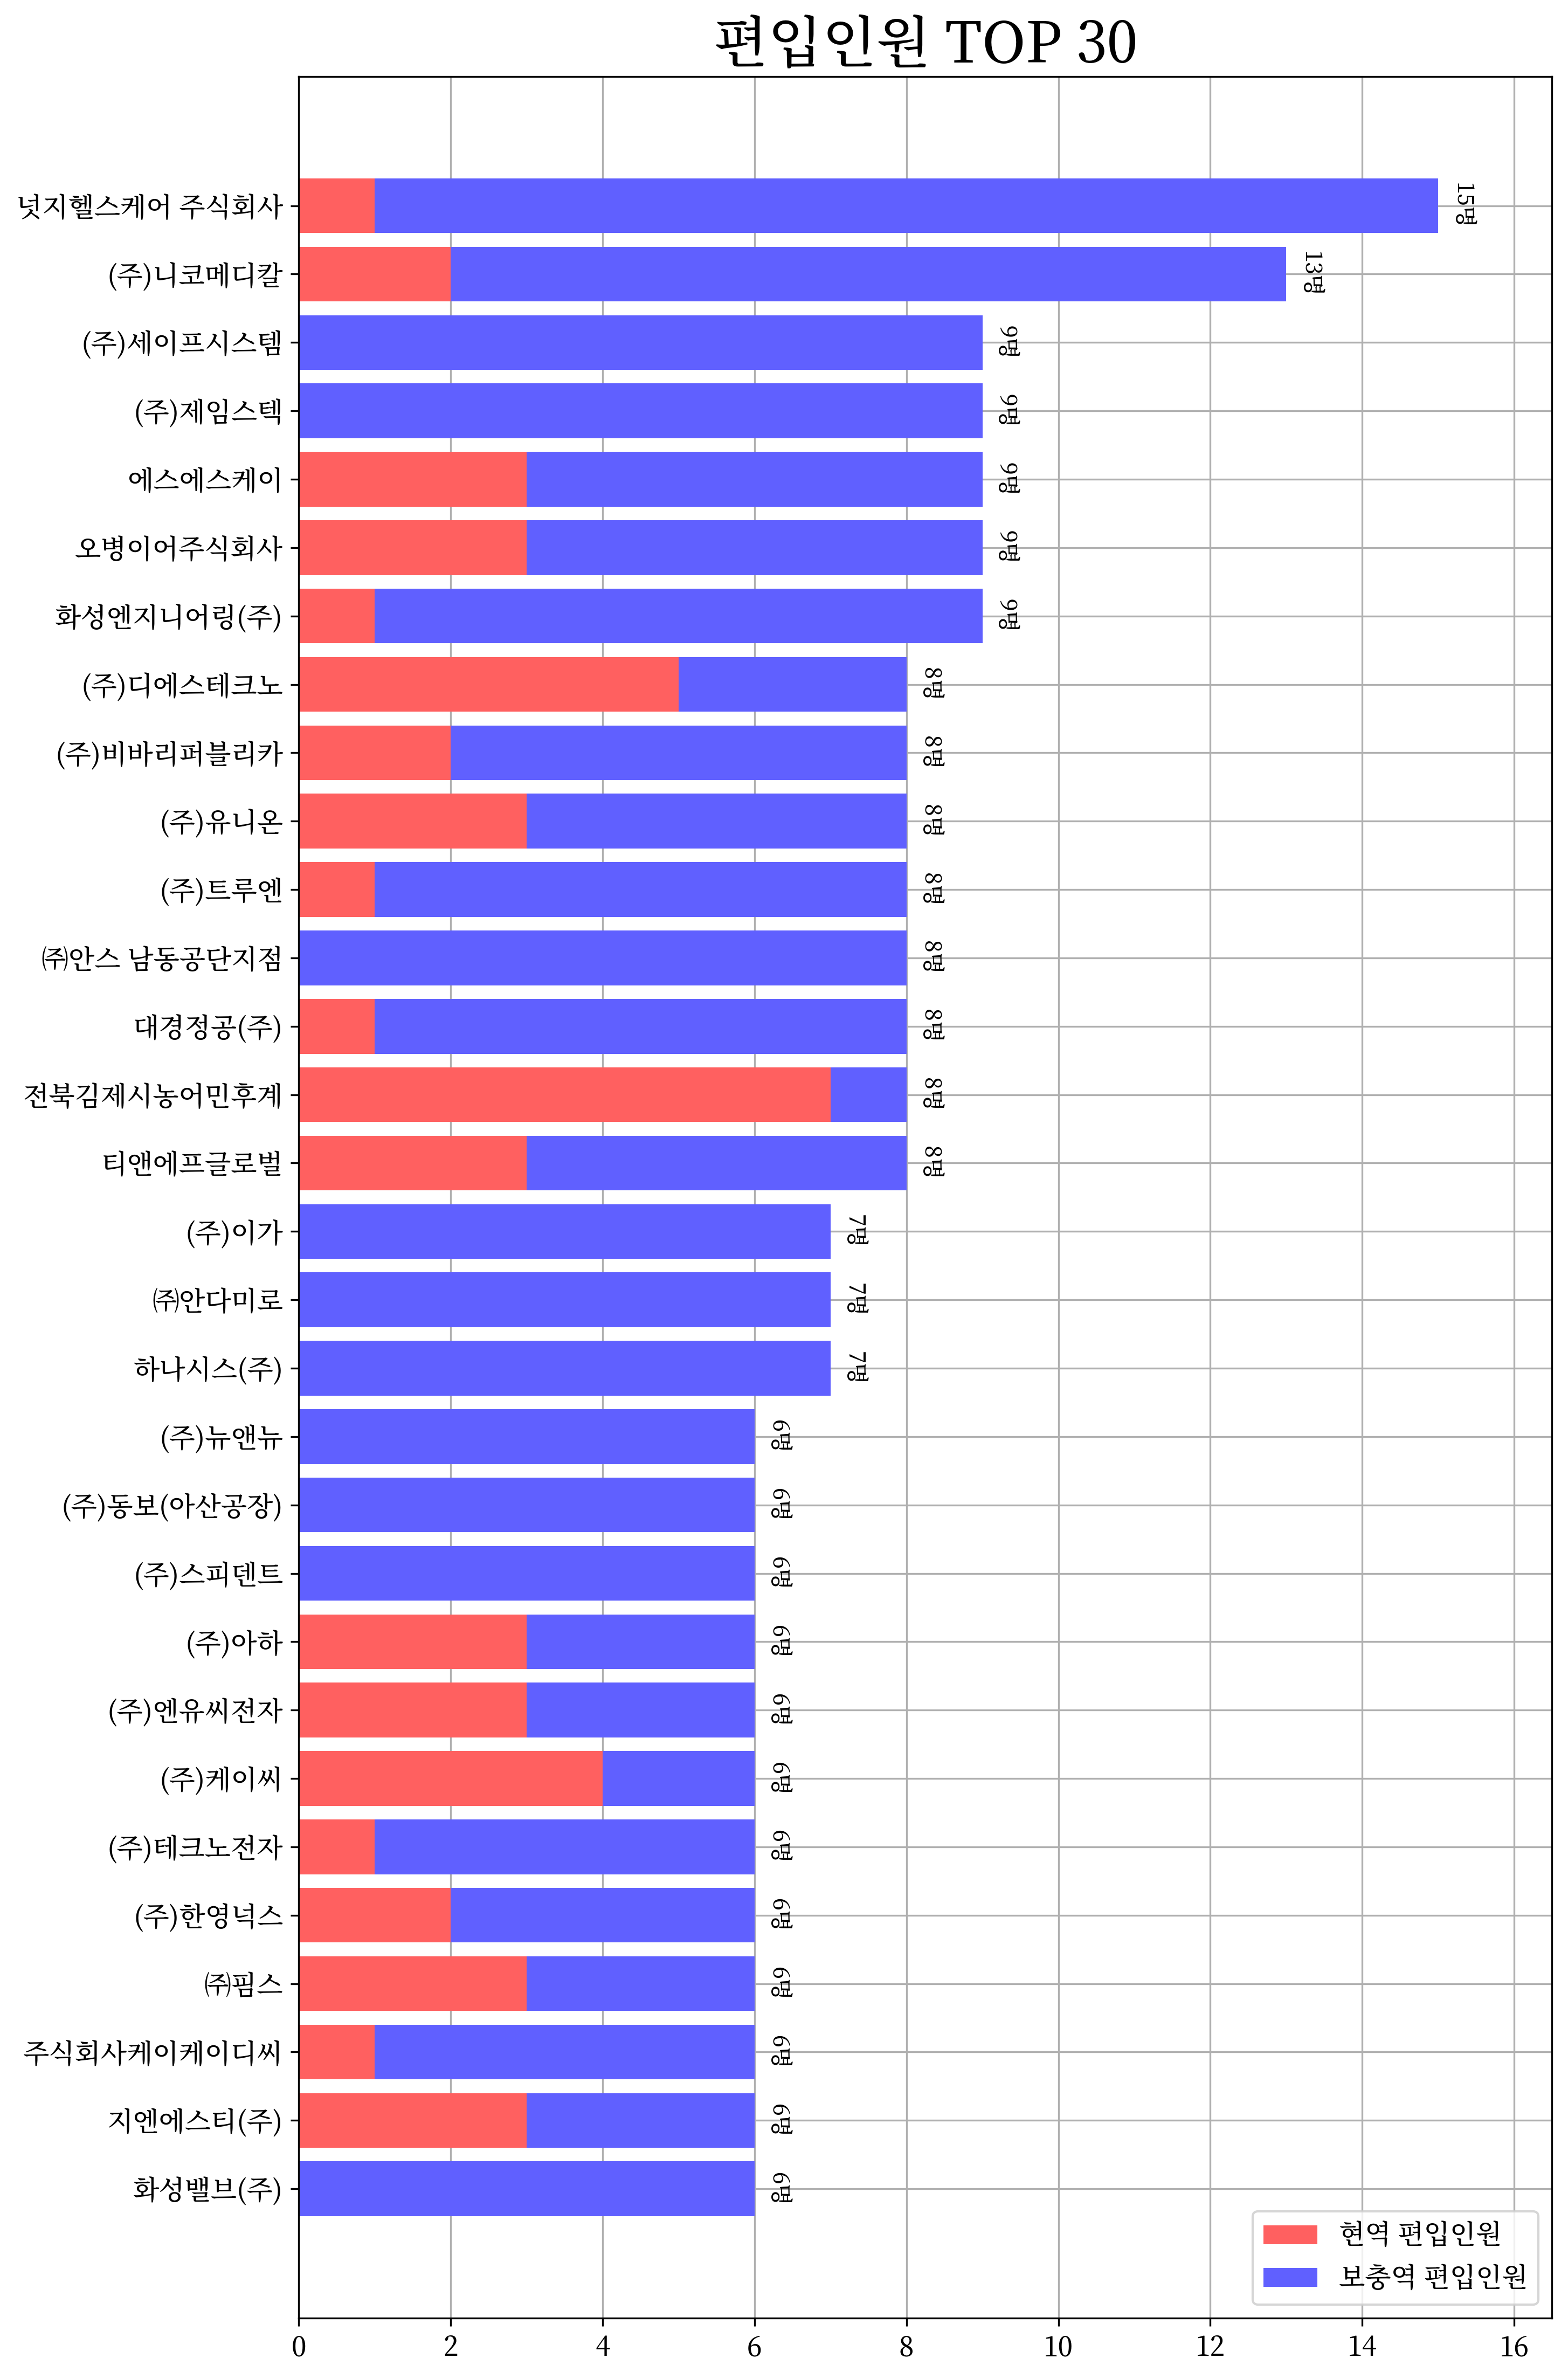 편입인원 TOP 30
넛지헬스케어 주식회사 15명
(주)니코메디칼 13명
(주)세이프시스템 9명
(주)제임스텍 9명
에스에스케이 9명
오병이어주식회사 9명
화성엔지니어링(주) 9명
(주)디에스테크노 8명
(주)비바리퍼블리카 8명
(주)유니온 8명
(주)트루엔 8명
㈜안스 남동공단지점 8명
대경정공(주) 8명
전북김제시농어민후계 8명
티앤에프글로벌 8명
(주)이가 7명
㈜안다미로 7명
하나시스(주) 7명
(주)뉴앤뉴 6명
(주)동보(아산공장) 6명
(주)스피덴트 6명
(주)아하 6명
(주)엔유씨전자 6명
(주)케이씨 6명
(주)테크노전자 6명
(주)한영넉스 6명
㈜핌스 6명
주식회사케이케이디씨 6명
지엔에스티(주) 6명
화성밸브(주) 6명
현역 편입인원
보충역 편입인원
0 2 4 6 8 10 12 14 16